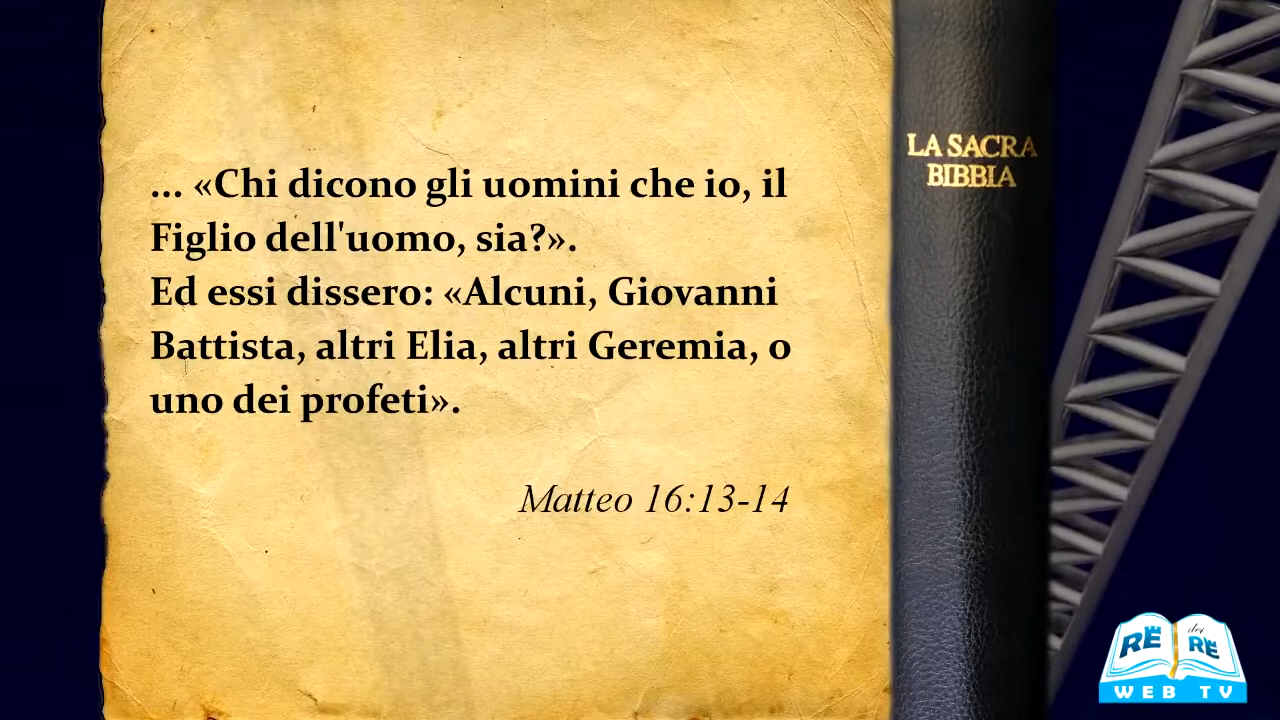 ... «Chi dicono gli uomini che io, il
Figlio dell'uomo, sia?».
Ed essi dissero: «Alcuni, Giovanni
Battista, altri Elia, altri Geremia, o
uno dei profeti».
Matteo 16:13-14
LA SACRA
BIBBIA
RE dei RE
WEB TV